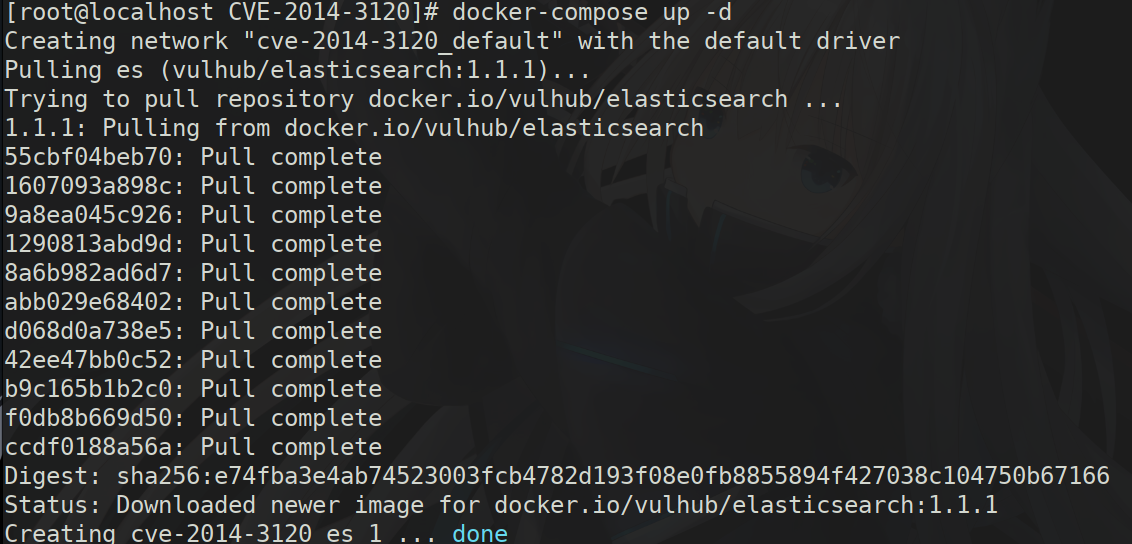 [root@localhost CVE-2014-3120]# docker-compose up -d
Creating network "cve-2014-3120_default" with the default driver
Pulling es (vulhub/elasticsearch:1.1.1)...
Trying to pull repository docker.io/vulhub/elasticsearch ...
1.1.1: Pulling from docker.io/vulhub/elasticsearch
55cbf04beb70: Pull complete
1607093a898c: Pull complete
9a8ea045c926: Pull complete
1290813abd9d: Pull complete
8a6b982ad6d7: Pull complete
abb029e68402: Pull complete
d068d0a738e5: Pull complete
42ee47bb0c52: Pull complete
b9c165b1b2c0: Pull complete
f0db8b669d50: Pull complete
ccdf0188a56a: Pull complete
Digest: sha256:e74fba3e4ab74523003fcb4782d193f08e0fb8855894f427038c104750b67166
Status: Downloaded newer image for docker.io/vulhub/elasticsearch:1.1.1
Creating cve-2014-3120 es 1 ... done